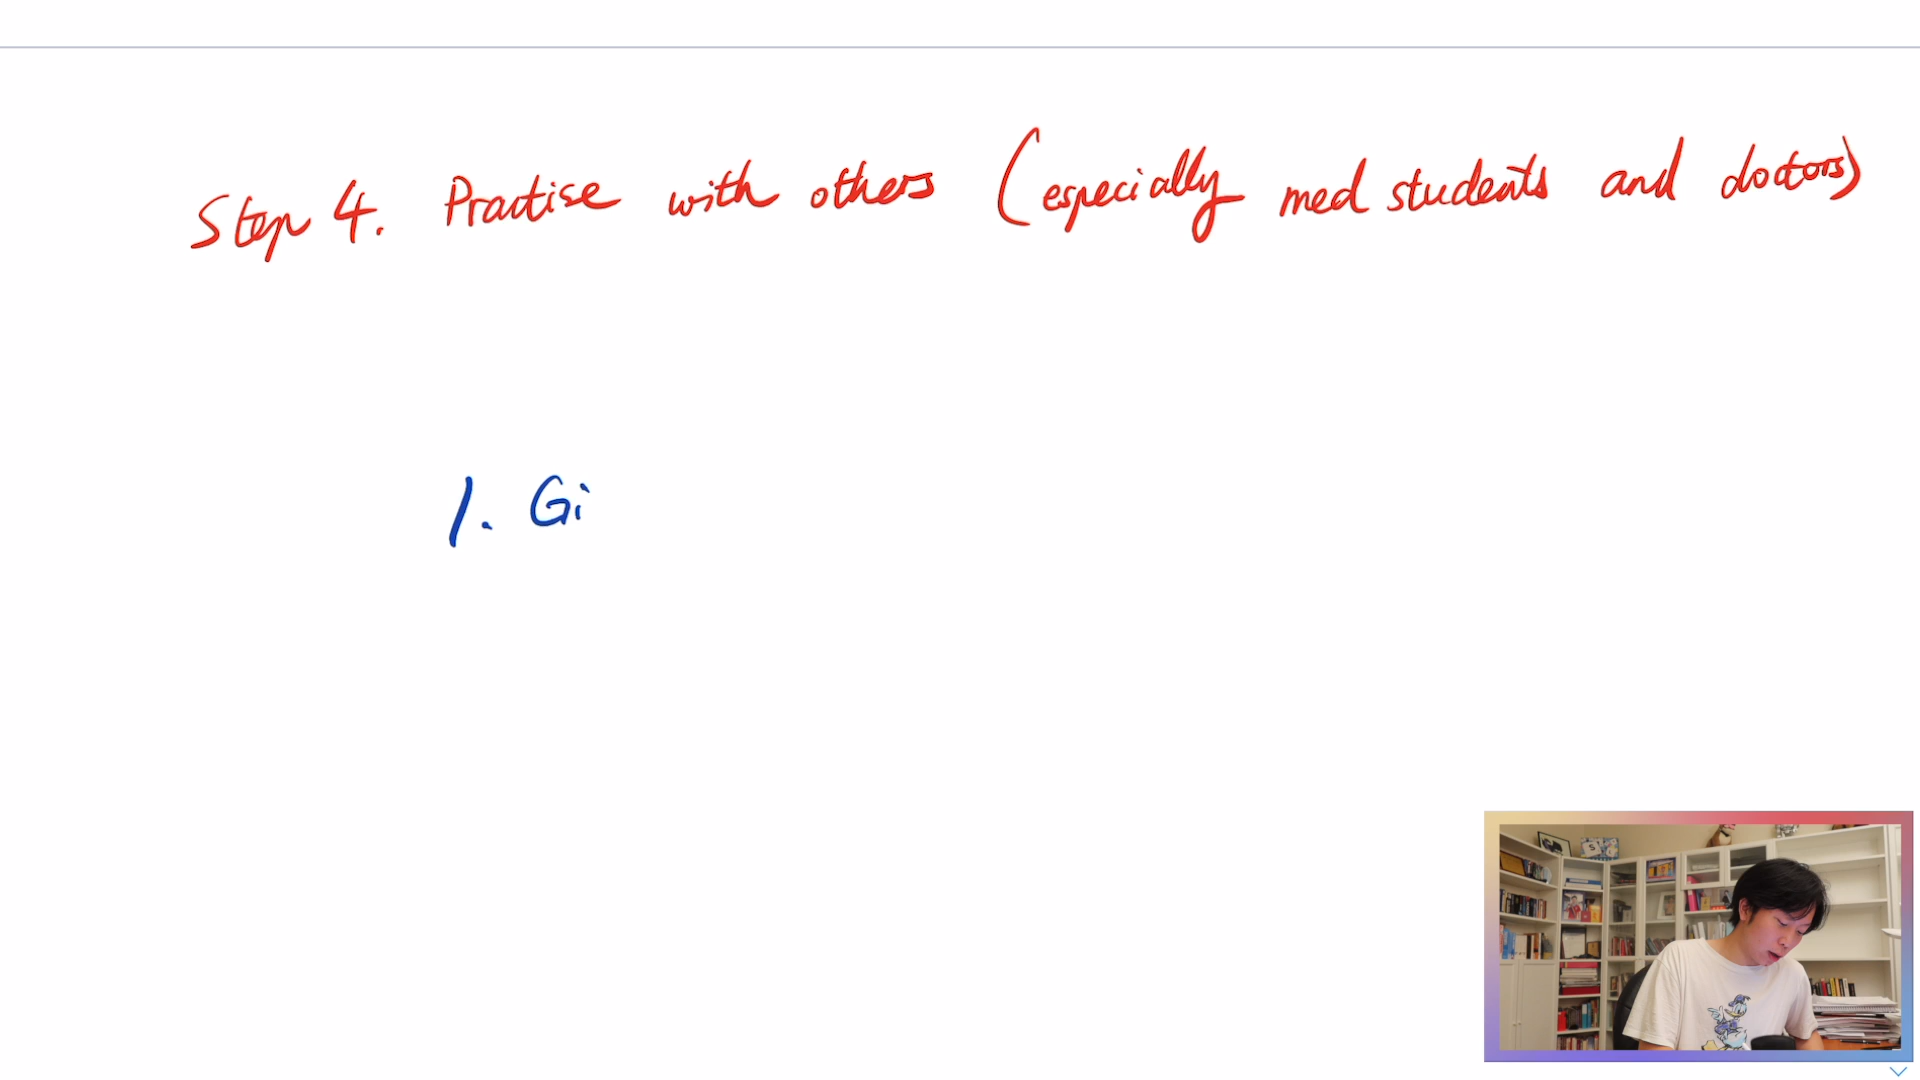 Step 4. Practise with others (especially med students and doctors)
1. Gi